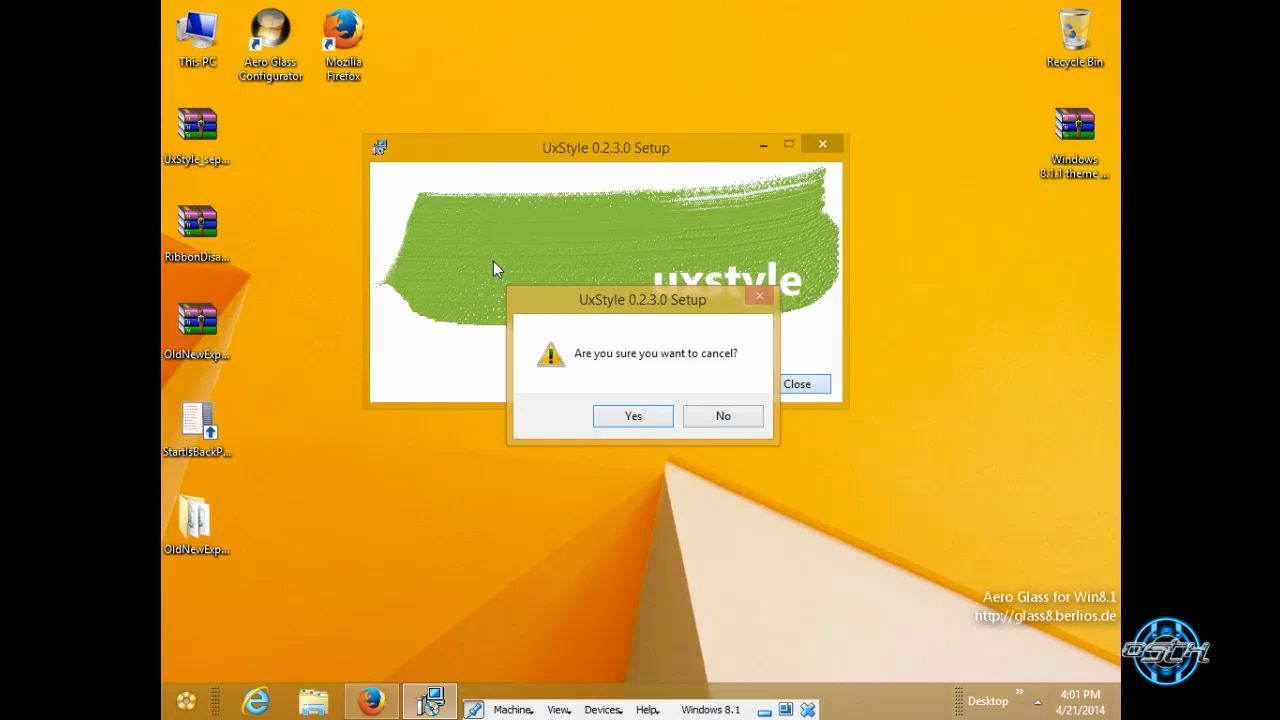 This PC
Aero Glass
Configurator
Mozilla
Firefox
Recycle Bin
UxStyle_sep...
Windows
8.1.1 theme ...
UxStyle 0.2.3.0 Setup
uxstyle
RibbonDisa...
UxStyle 0.2.3.0 Setup
Are you sure you want to cancel?
Close
Yes
No
OldNewExp...
StartIsBackP...
OldNewExp...
Aero Glass for Win8.1
http://glass8.berlios.de
OSTH
Machine
View
Devices
Help
Windows 8.1
Desktop
4:01 PM
4/21/2014